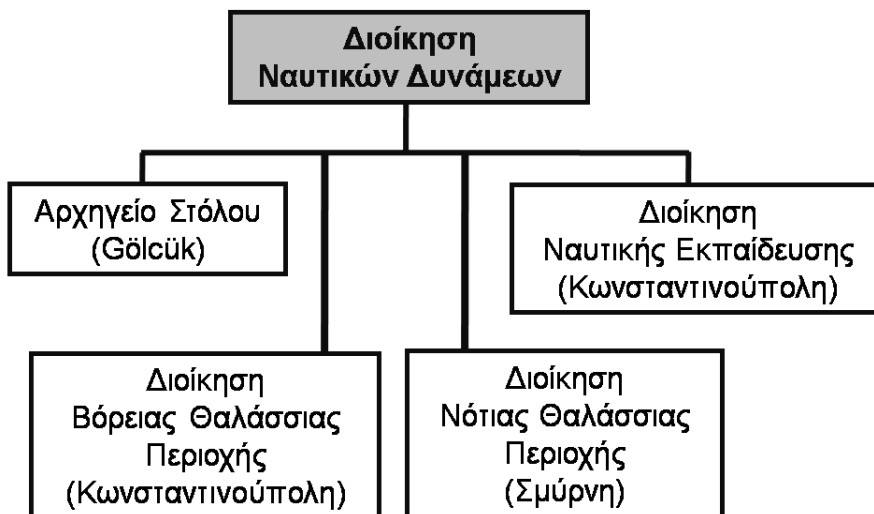 Διοίκηση
Ναυτικών Δυνάμεων
Αρχηγείο Στόλου
(Gölcük)
Διοίκηση
Ναυτικής Εκπαίδευσης
(Κωνσταντινούπολη)
Διοίκηση
Βόρειας Θαλάσσιας
Περιοχής
(Κωνσταντινούπολη)
Διοίκηση
Νότιας Θαλάσσιας
Περιοχής
(Σμύρνη)